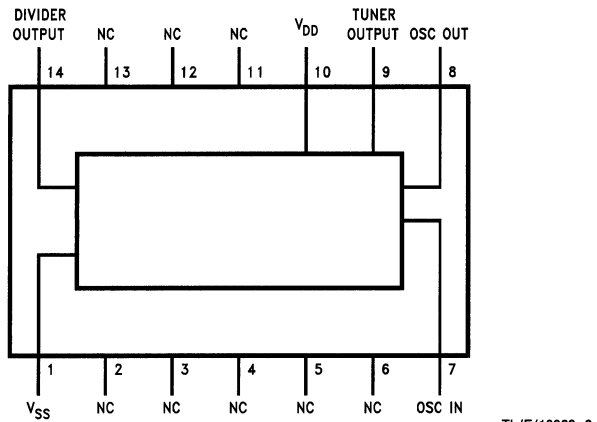 DIVIDER OUTPUT NC NC NC VDD TUNER OUTPUT OSC OUT
14 13 12 11 10 9 8
1 2 3 4 5 6 7
VSS NC NC NC NC NC OSC IN